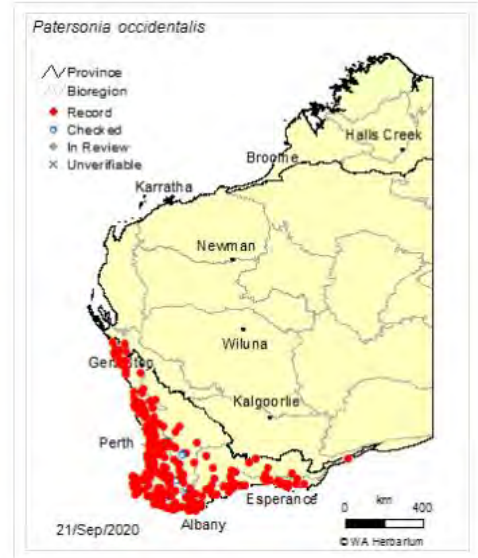 Patersonia occidentalis
Province
Bioregion
Record
Checked
In Review
Unverifiable
Halls Creek
Broome
Karratha
Newman
Wiluna
Kalgoorlie
Perth
Esperance
Albany
0 km 400
21/Sep/2020
© WA Herbarium